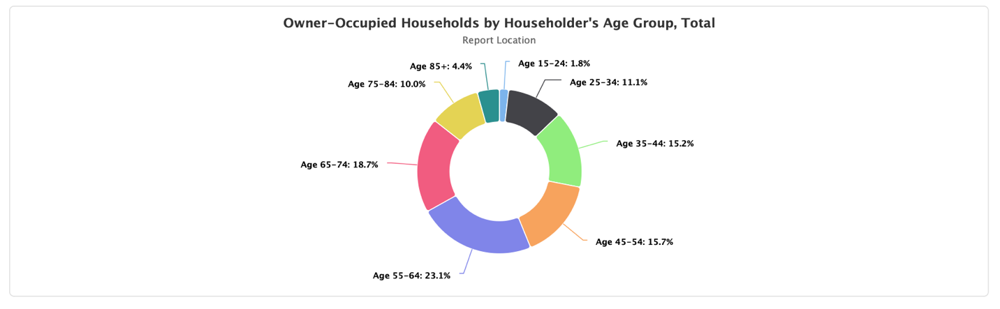 Owner-Occupied Households by Householder's Age Group, Total
Report Location
Age 15-24: 1.8%
Age 25-34: 11.1%
Age 35-44: 15.2%
Age 45-54: 15.7%
Age 55-64: 23.1%
Age 65-74: 18.7%
Age 75-84: 10.0%
Age 85+: 4.4%